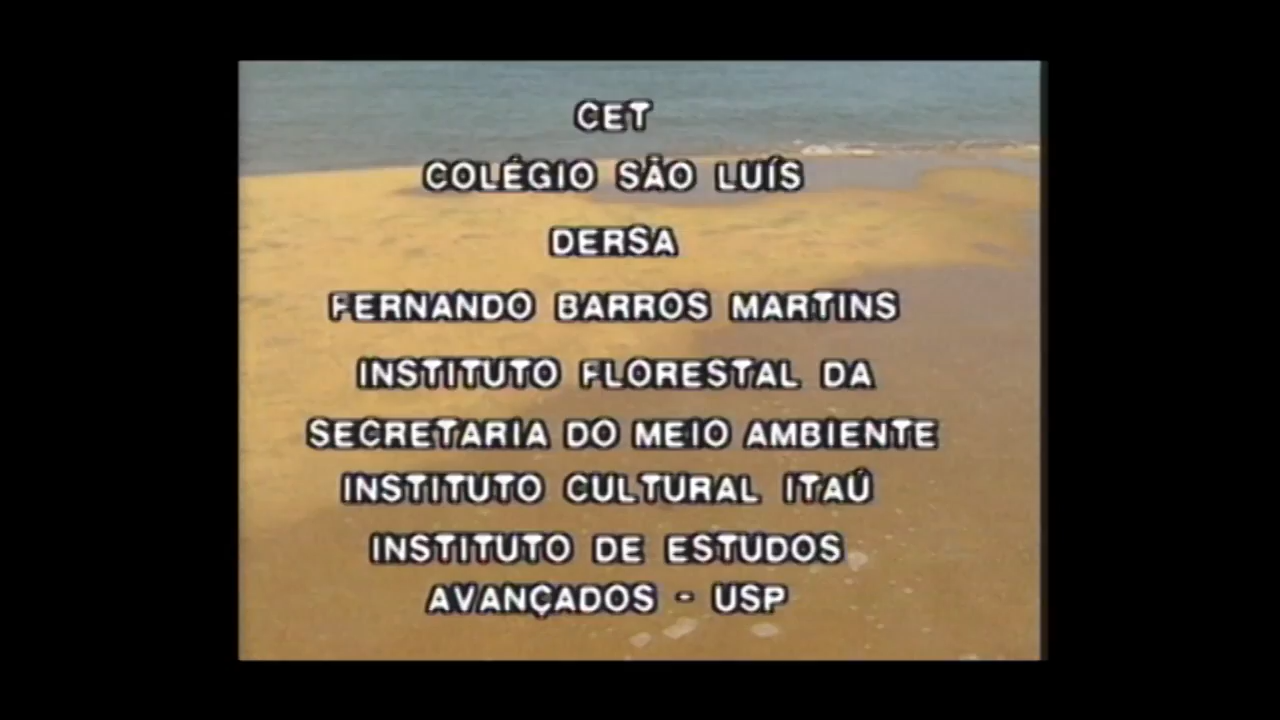 CET
COLÉGIO SÃO LUÍS
DERSA
FERNANDO BARROS MARTINS
INSTITUTO FLORESTAL DA
SECRETARIA DO MEIO AMBIENTE
INSTITUTO CULTURAL ITAÚ
INSTITUTO DE ESTUDOS
AVANÇADOS - USP